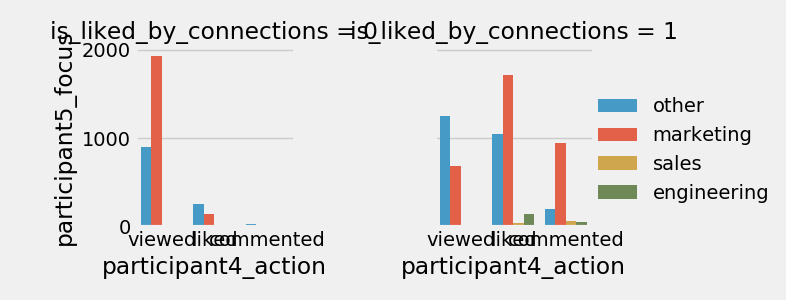 is_liked_by_connections = 0
is_liked_by_connections = 1
participant5_focus
2000
1000
0
viewed
liked
commented
participant4_action
viewed
liked
commented
participant4_action
other
marketing
sales
engineering